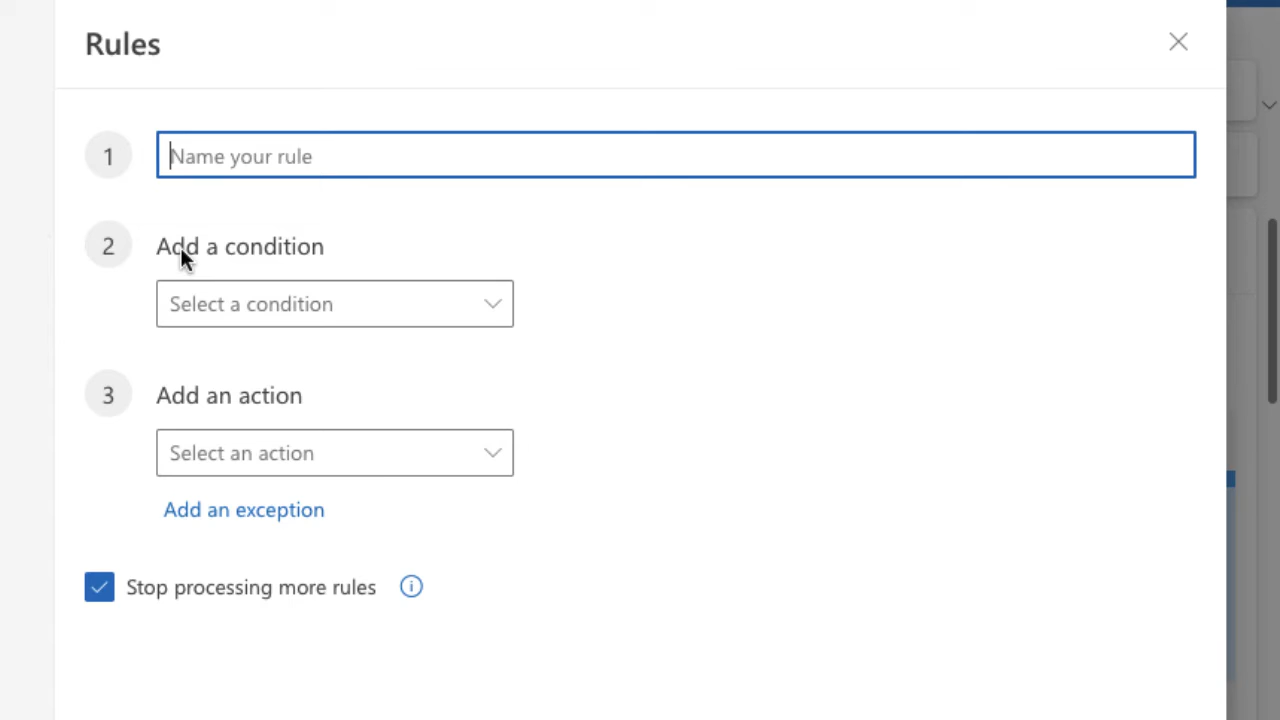 Rules
1
Name your rule
2
Add a condition
Select a condition
3
Add an action
Select an action
Add an exception
Stop processing more rules